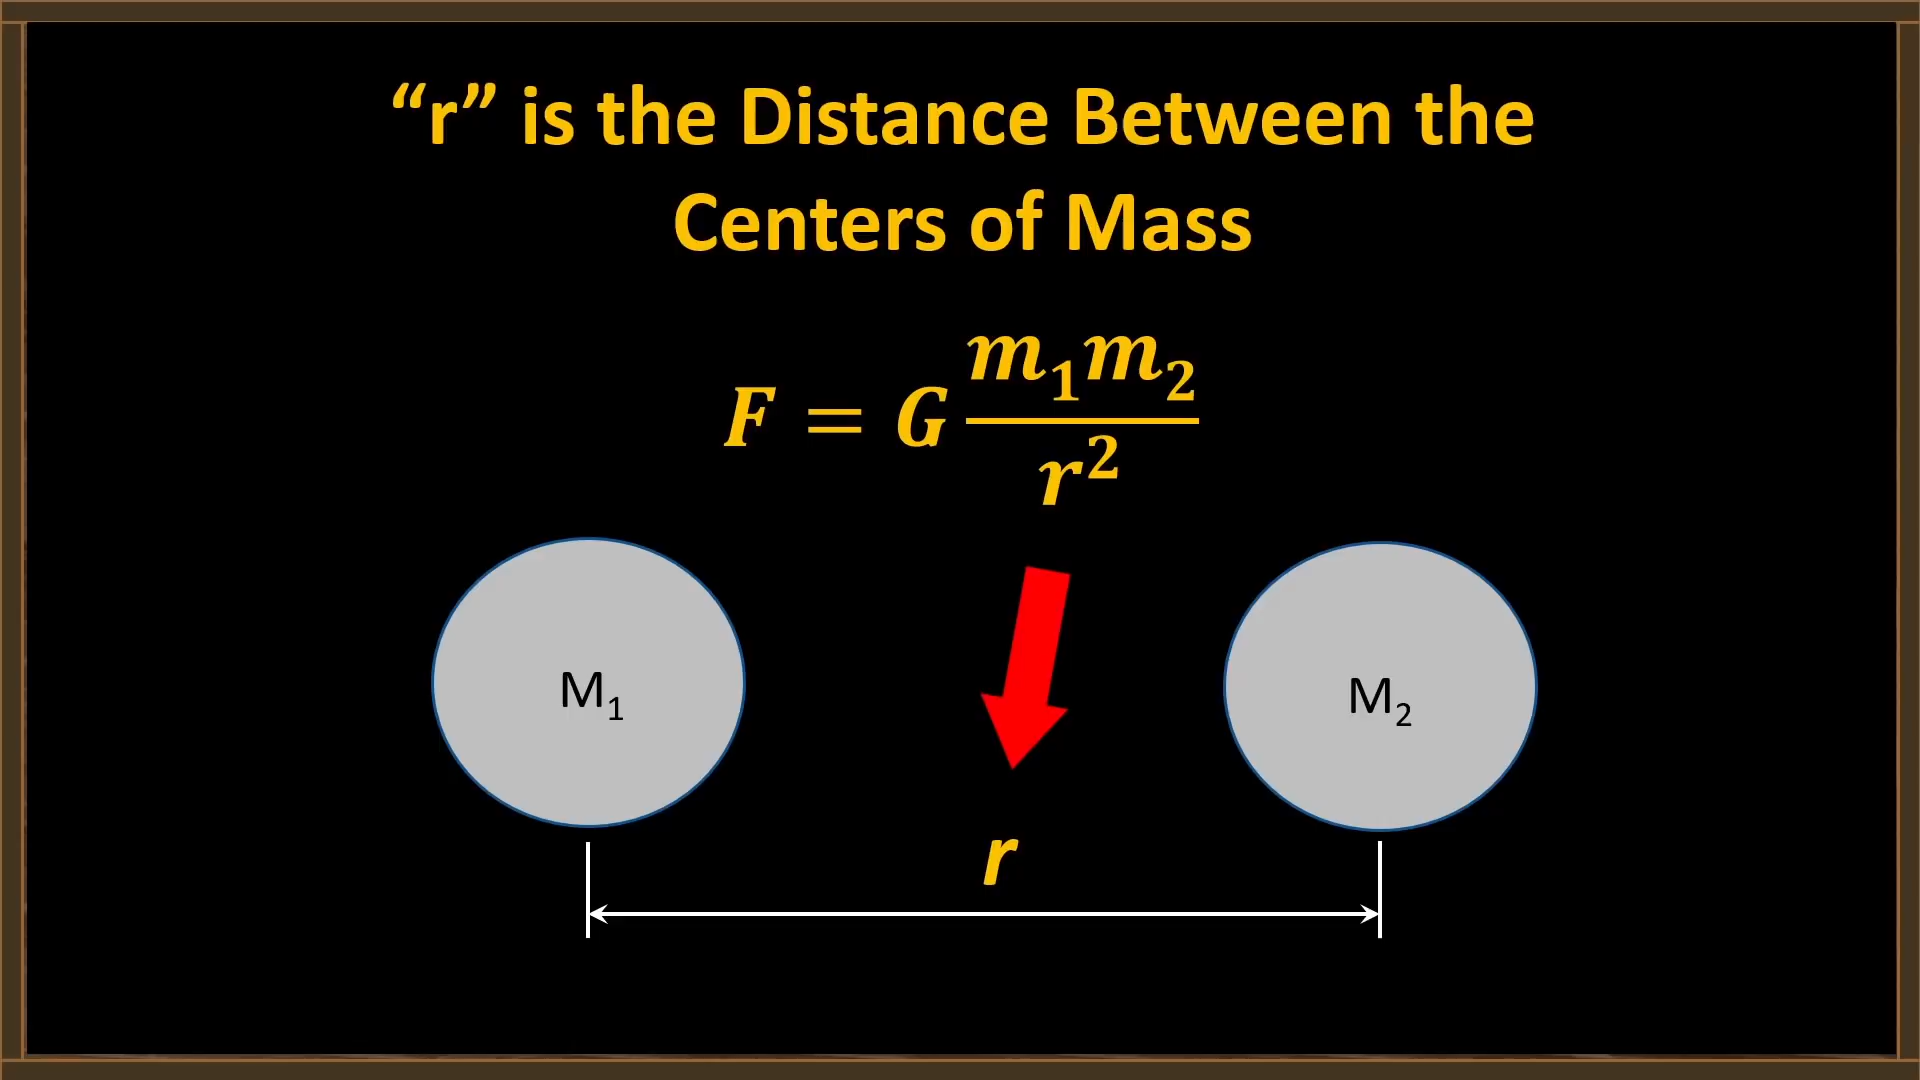 “r” is the Distance Between the
Centers of Mass
F = G m₁m₂ / r²
M₁
M₂
r